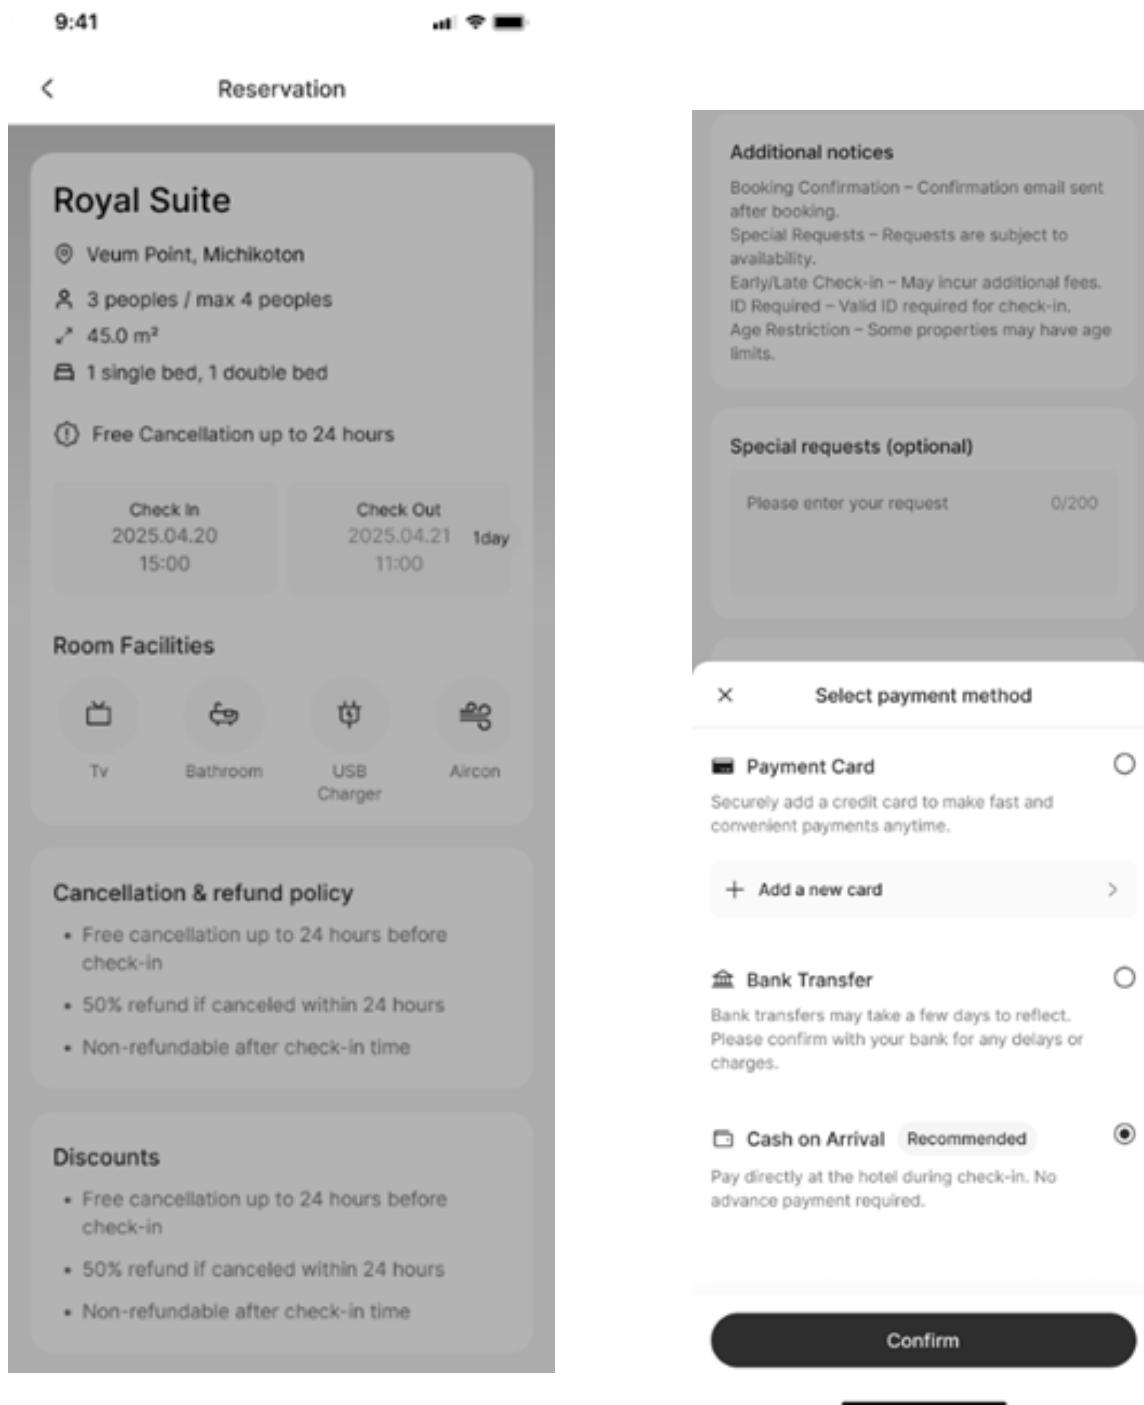 9:41
Reservation
Royal Suite
Veum Point, Michikoton
3 peoples / max 4 peoples
45.0 m²
1 single bed, 1 double bed
Free Cancellation up to 24 hours
Check In
2025.04.20
15:00
Check Out
2025.04.21
11:00
1day
Room Facilities
Tv
Bathroom
USB
Charger
Aircon
Cancellation & refund policy
• Free cancellation up to 24 hours before
check-in
• 50% refund if canceled within 24 hours
• Non-refundable after check-in time
Discounts
• Free cancellation up to 24 hours before
check-in
• 50% refund if canceled within 24 hours
• Non-refundable after check-in time
Additional notices
Booking Confirmation – Confirmation email sent
after booking.
Special Requests – Requests are subject to
availability.
Early/Late Check-in – May incur additional fees.
ID Required – Valid ID required for check-in.
Age Restriction – Some properties may have age
limits.
Special requests (optional)
Please enter your request 0/200
Select payment method
Payment Card
Securely add a credit card to make fast and
convenient payments anytime.
Add a new card
Bank Transfer
Bank transfers may take a few days to reflect.
Please confirm with your bank for any delays or
charges.
Cash on Arrival Recommended
Pay directly at the hotel during check-in. No
advance payment required.
Confirm